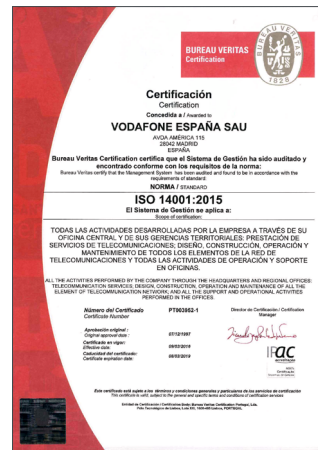 BUREAU VERITAS
Certification
BUREAU VERITAS
1828
Certificación
Certification
Concedida a / Awarded to
VODAFONE ESPAÑA SAU
AVDA AMÉRICA 115
28042 MADRID
ESPAÑA
Bureau Veritas Certification certifica que el Sistema de Gestión ha sido auditado y
encontrado conforme con los requisitos de la norma:
Bureau Veritas certify that the Management System has been audited and found to be in accordance with the
requirements of standard:
NORMA / STANDARD
ISO 14001:2015
El Sistema de Gestión se aplica a:
Scope of certification:
TODAS LAS ACTIVIDADES DESARROLLADAS POR LA EMPRESA A TRAVÉS DE SU
OFICINA CENTRAL Y DE SUS GERENCIAS TERRITORIALES: PRESTACIÓN DE
SERVICIOS DE TELECOMUNICACIONES; DISEÑO, CONSTRUCCIÓN, OPERACIÓN Y
MANTENIMIENTO DE TODOS LOS ELEMENTOS DE LA RED DE
TELECOMUNICACIONES Y TODAS LAS ACTIVIDADES DE OPERACIÓN Y SOPORTE
EN OFICINAS.
ALL THE ACTIVITIES PERFORMED BY THE COMPANY THROUGH THE HEADQUARTERS AND REGIONAL OFFICES:
TELECOMMUNICATION SERVICES, DESIGN, CONSTRUCTION, OPERATION AND MAINTENANCE OF ALL THE
ELEMENT OF TELECOMMUNICATION NETWORK, AND ALL THE SUPPORT AND OPERATIONAL ACTIVITIES
PERFORMED IN THE OFFICES
Número del Certificado PT003952-1 Director de Certificación / Certification
Certificate Number Manager
Aprobación original :
Original approval date : 07/12/1997
Certificado en vigor:
Effective date: 09/03/2018
Caducidad del certificado:
Certificate expiration date: 08/03/2019
IPAC
acreditação
Este certificado está sujeto a los términos y condiciones generales y particulares de los servicios de certificación
This certificate is valid, subject to the general and specific terms and conditions of certification services